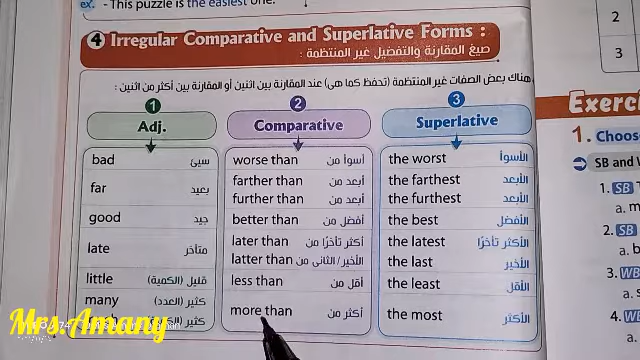 ex. - This puzzle is the easiest one.
4 Irregular Comparative and Superlative Forms :
صيغ المقارنة والتفضيل غير المنتظمة :
هناك بعض الصفات غير المنتظمة (تحفظ كما هى) عند المقارنة بين اثنين أو المقارنة بين أكثر من اثنين :
1 2 3
Adj. Comparative Superlative
bad سيئ worse than أسوأ من the worst الأسوأ
far بعيد farther than أبعد من the farthest الأبعد
further than أبعد من the furthest الأبعد
good جيد better than أفضل من the best الأفضل
late متأخر later than أكثر تأخرًا من the latest الأكثر تأخرًا
latter than الأخير/الثانى من the last الأخير
little قليل (الكمية) less than أقل من the least الأقل
many كثير (العدد) more than أكثر من the most الأكثر
كثير
Mrs.Amany
2
3
Exerci
1. Choos
SB and W
1. SB T
a. m
2. SB
a. b
3. WB
a. s
4. WB
a.